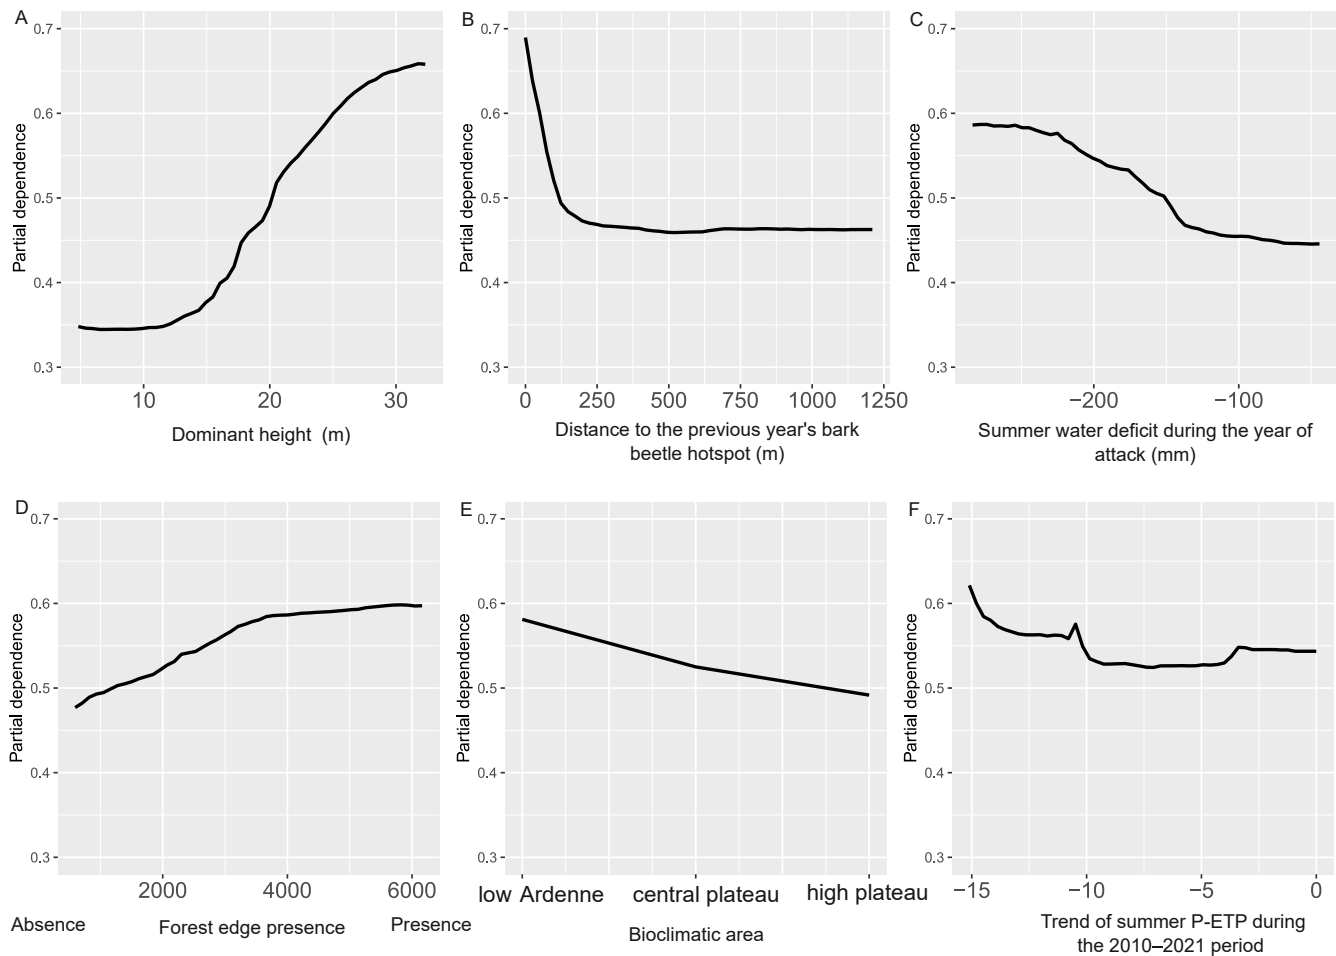 A
0.7
0.6
0.5
0.4
0.3
Partial dependence
10 20 30
Dominant height (m)
B
0.7
0.6
0.5
0.4
0.3
Partial dependence
0 250 500 750 1000 1250
Distance to the previous year's bark
beetle hotspot (m)
C
0.7
0.6
0.5
0.4
0.3
Partial dependence
−200 −100
Summer water deficit during the year of
attack (mm)
D
0.7
0.6
0.5
0.4
0.3
Partial dependence
2000 4000 6000
Absence Forest edge presence Presence
E
0.7
0.6
0.5
0.4
0.3
Partial dependence
low Ardenne central plateau high plateau
Bioclimatic area
F
0.7
0.6
0.5
0.4
0.3
Partial dependence
−15 −10 −5 0
Trend of summer P-ETP during
the 2010–2021 period